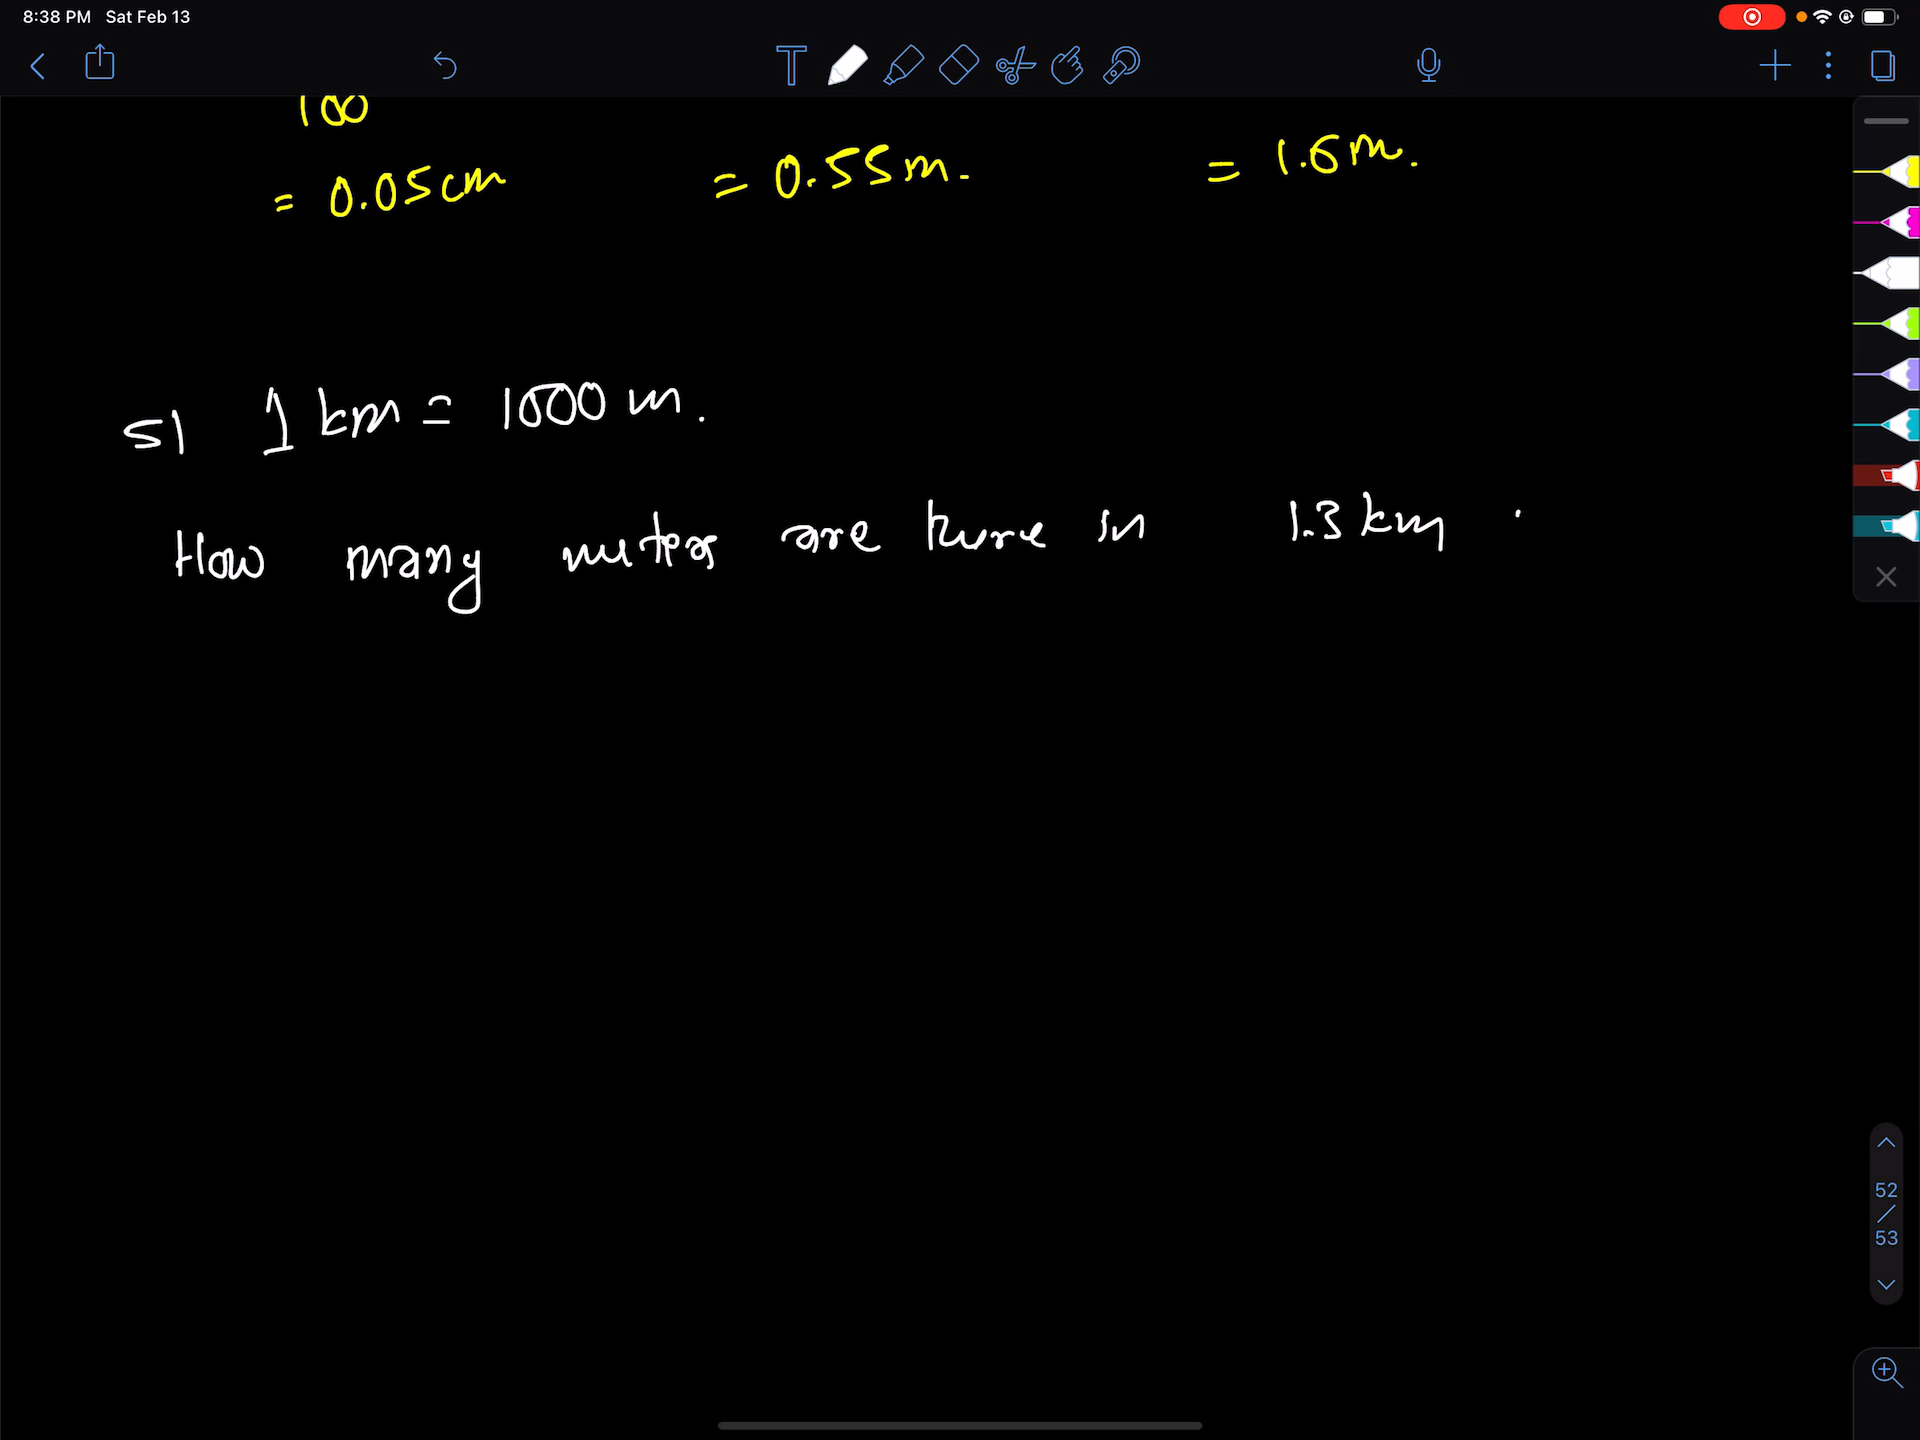 8:38 PM Sat Feb 13
T
100
= 0.05cm = 0.55m. = 1.6m.
5) 1 km = 1000 m.
How many meters are there in 1.3 km .
52
/
53